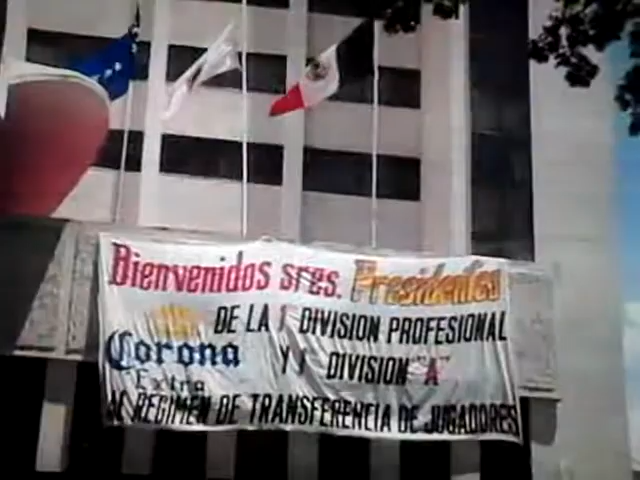 Bienvenidos sres. Presidentes
DE LA 1 DIVISION PROFESIONAL
Corona Y 1 DIVISION "A"
Extra
AL REGIMEN DE TRANSFERENCIA DE JUGADORES